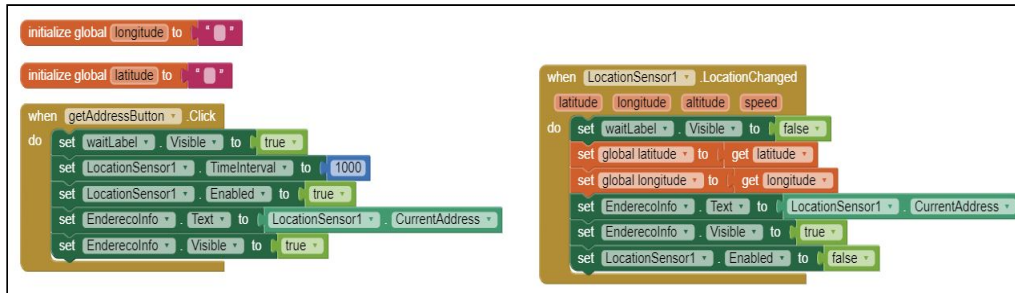 initialize global longitude to " "
initialize global latitude to " "
when getAddressButton .Click
do set waitLabel . Visible to true
set LocationSensor1 . TimeInterval to 1000
set LocationSensor1 . Enabled to true
set EnderecoInfo . Text to LocationSensor1 . CurrentAddress
set EnderecoInfo . Visible to true
when LocationSensor1 .LocationChanged
latitude longitude altitude speed
do set waitLabel . Visible to false
set global latitude to get latitude
set global longitude to get longitude
set EnderecoInfo . Text to LocationSensor1 . CurrentAddress
set EnderecoInfo . Visible to true
set LocationSensor1 . Enabled to false